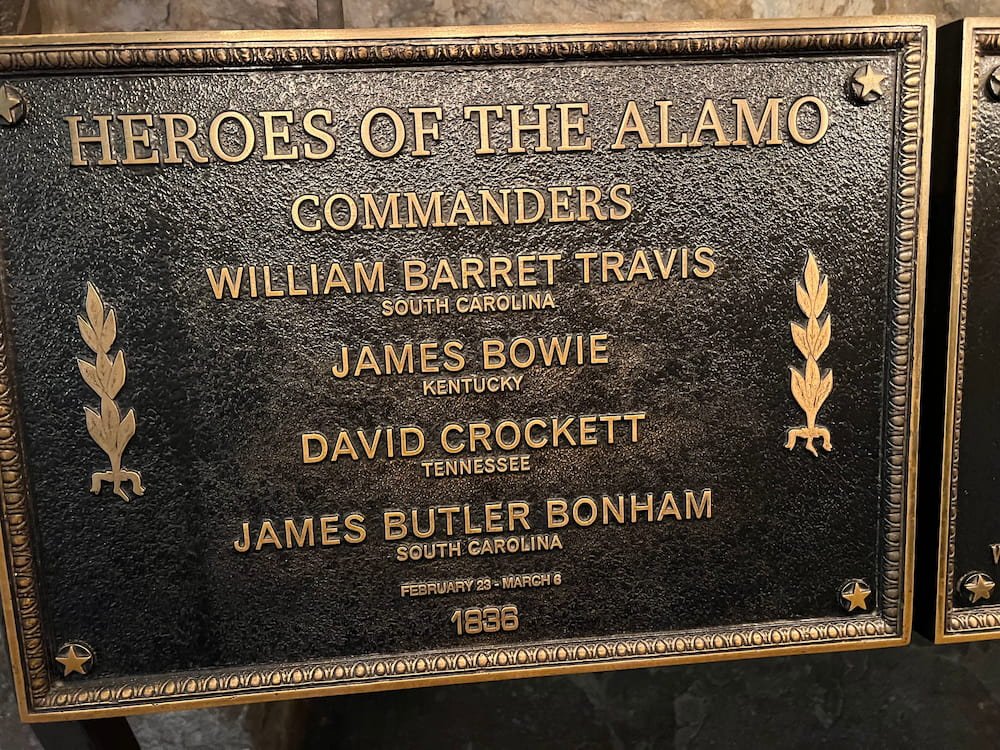 HEROES OF THE ALAMO
COMMANDERS
WILLIAM BARRET TRAVIS
SOUTH CAROLINA
JAMES BOWIE
KENTUCKY
DAVID CROCKETT
TENNESSEE
JAMES BUTLER BONHAM
SOUTH CAROLINA
FEBRUARY 23 - MARCH 6
1836